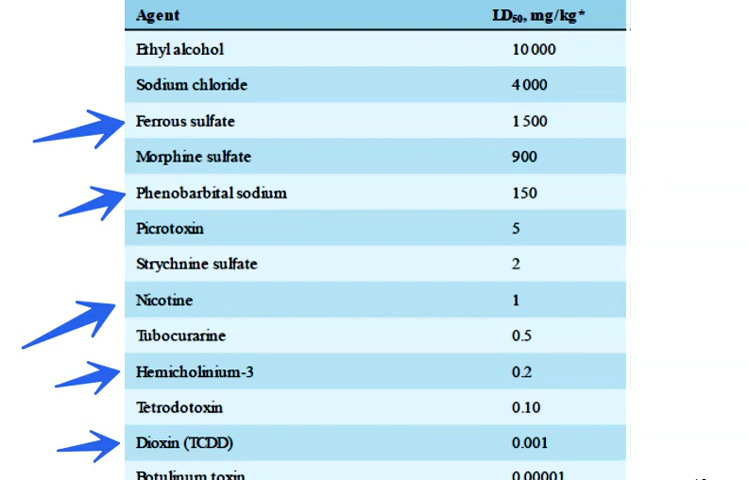 Agent LD₅₀, mg/kg*
Ethyl alcohol 10 000
Sodium chloride 4 000
Ferrous sulfate 1 500
Morphine sulfate 900
Phenobarbital sodium 150
Picrotoxin 5
Strychnine sulfate 2
Nicotine 1
Tubocurarine 0.5
Hemicholinium-3 0.2
Tetrodotoxin 0.10
Dioxin (TCDD) 0.001
Botulinum toxin 0.00001